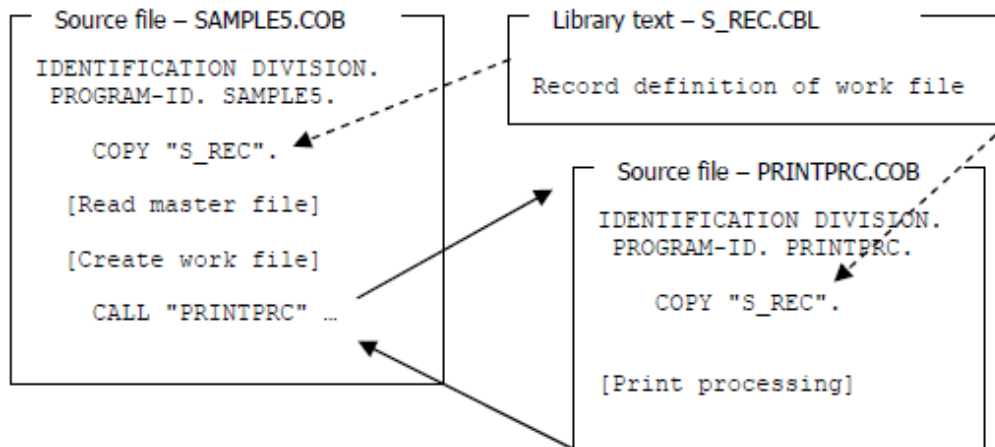 Source file – SAMPLE5.COB
IDENTIFICATION DIVISION.
PROGRAM-ID. SAMPLE5.
COPY "S_REC".
[Read master file]
[Create work file]
CALL "PRINTPRC" …
Library text – S_REC.CBL
Record definition of work file
Source file – PRINTPRC.COB
IDENTIFICATION DIVISION.
PROGRAM-ID. PRINTPRC.
COPY "S_REC".
[Print processing]